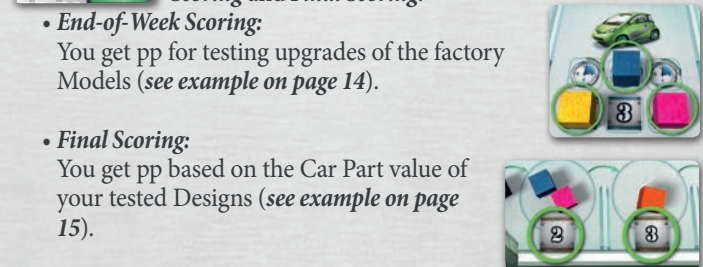 Scoring and Final Scoring:
• End-of-Week Scoring:
You get pp for testing upgrades of the factory
Models (see example on page 14).
3
• Final Scoring:
You get pp based on the Car Part value of
your tested Designs (see example on page
15).
2
3